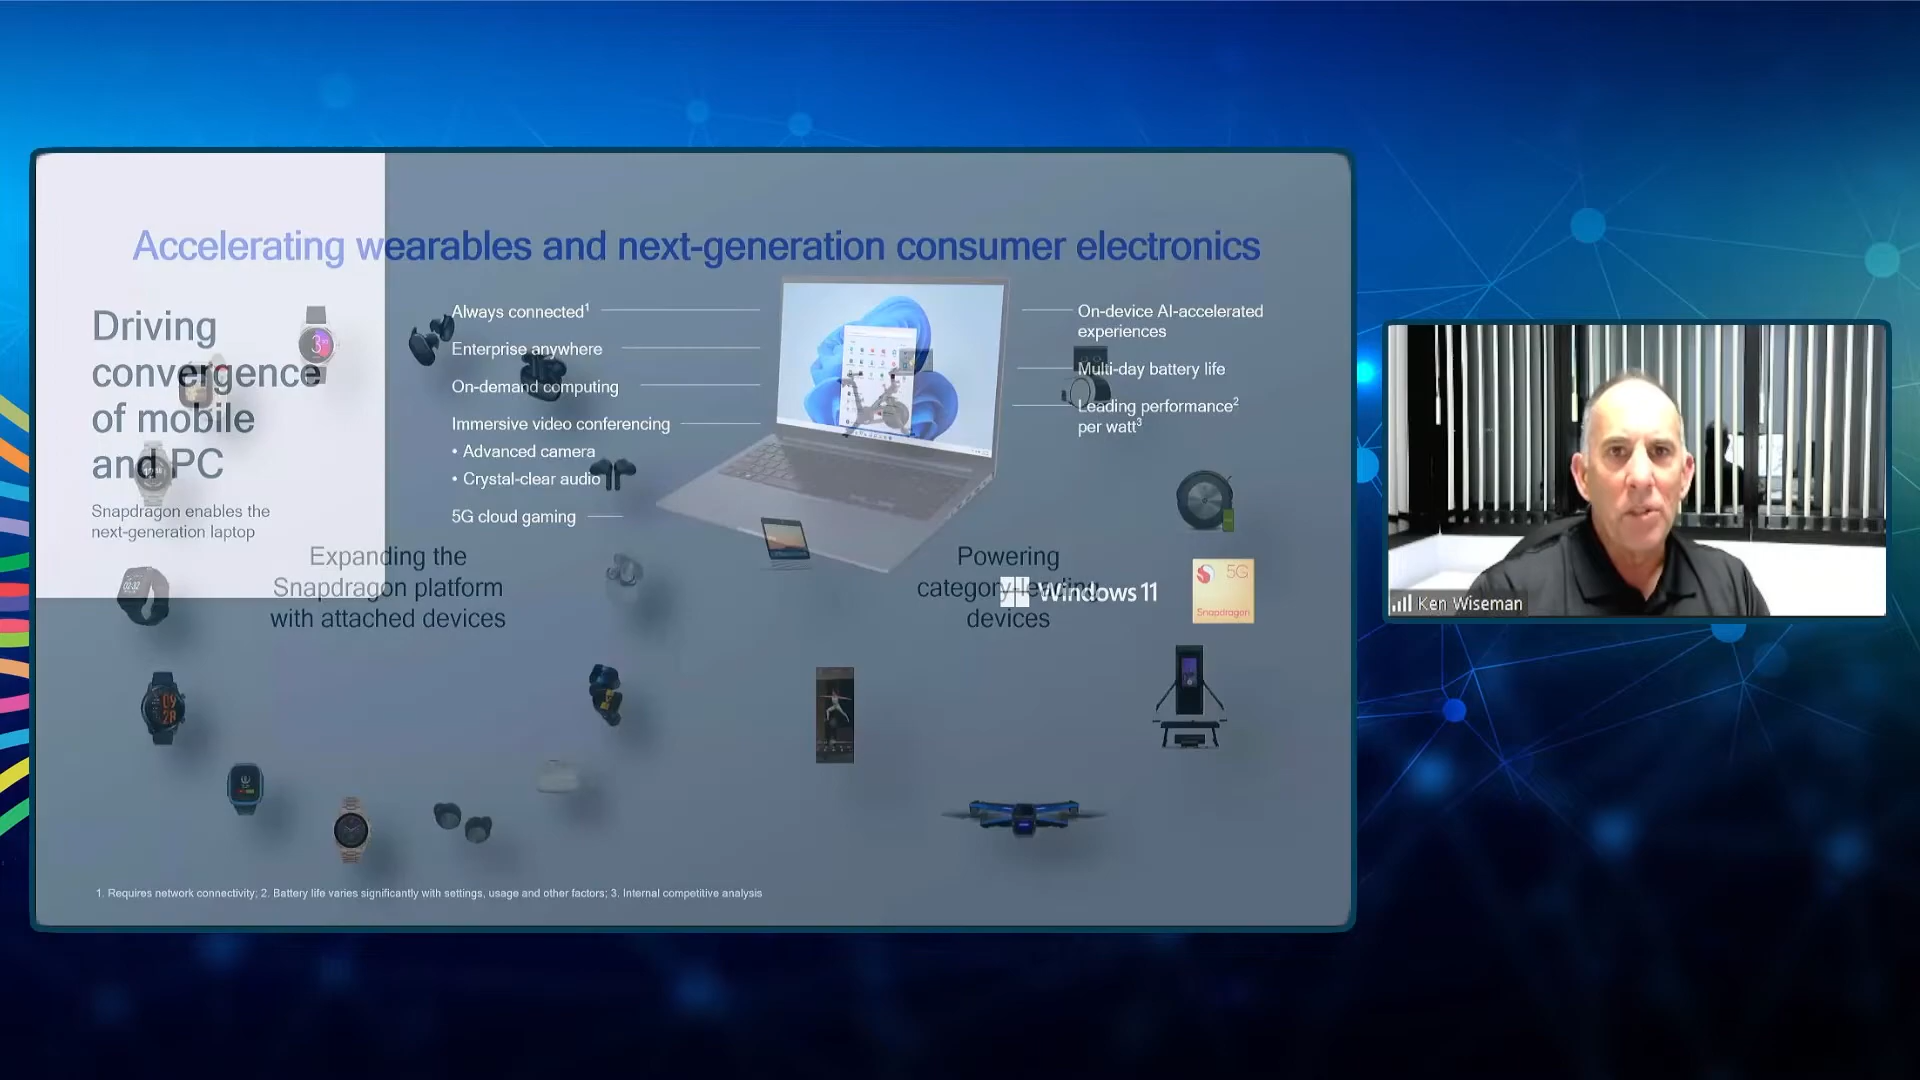 Accelerating wearables and next-generation consumer electronics
Driving
convergence
of mobile
and PC
Snapdragon enables the
next-generation laptop
Always connected¹
Enterprise anywhere
On-demand computing
Immersive video conferencing
• Advanced camera
• Crystal-clear audio
5G cloud gaming
On-device AI-accelerated
experiences
Multi-day battery life
Leading performance²
per watt³
Expanding the
Snapdragon platform
with attached devices
Powering
category-leading
devices
Windows 11
5G
Snapdragon
09
28
1. Requires network connectivity; 2. Battery life varies significantly with settings, usage and other factors; 3. Internal competitive analysis
Ken Wiseman